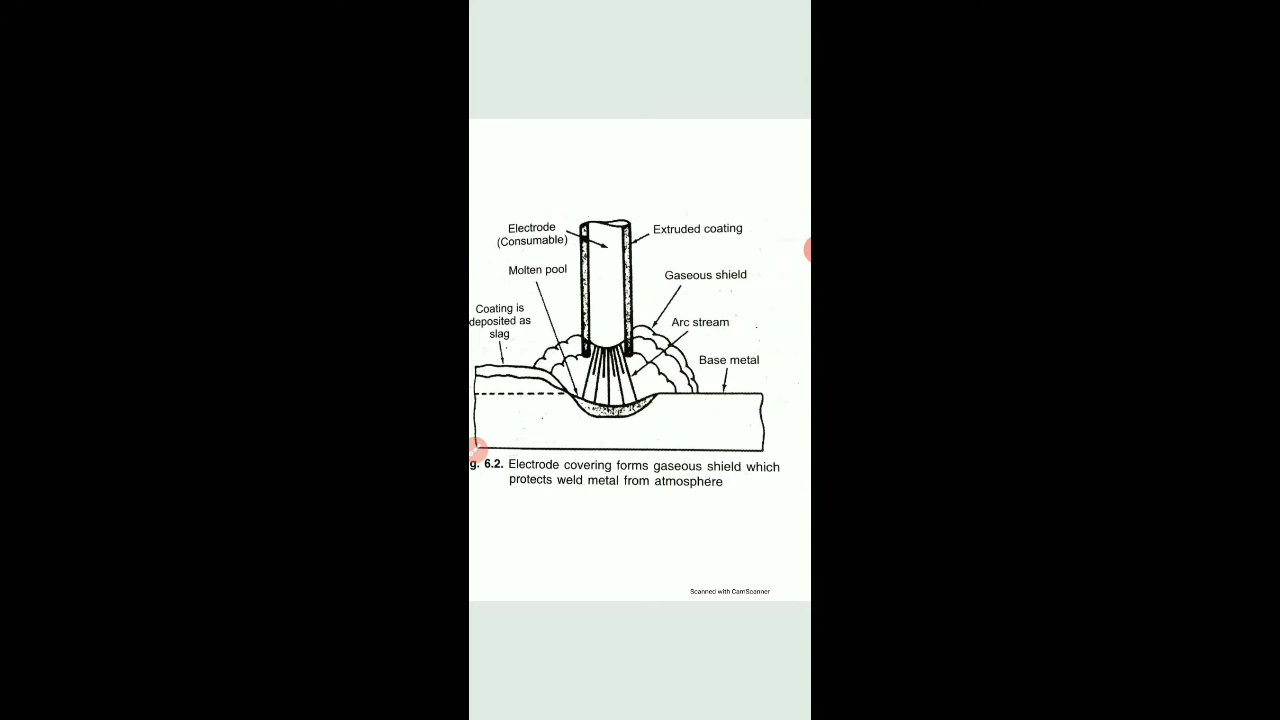 Electrode
(Consumable)
Extruded coating
Molten pool
Gaseous shield
Coating is
deposited as
slag
Arc stream
Base metal
g. 6.2. Electrode covering forms gaseous shield which
protects weld metal from atmosphere
Scanned with CamScanner